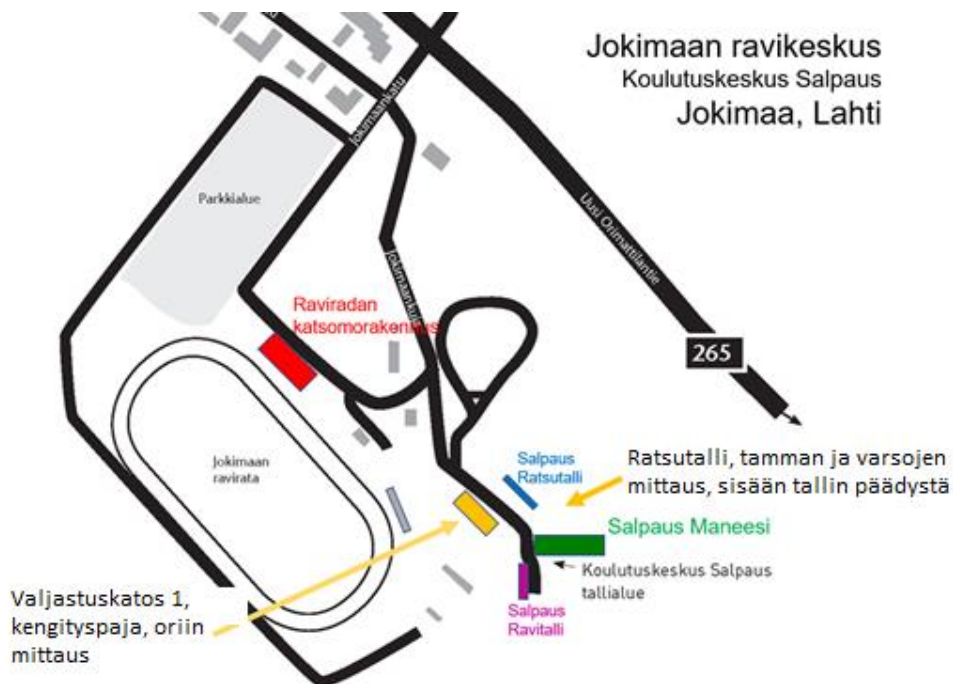 Jokimaan ravikeskus
Koulutuskeskus Salpaus
Jokimaa, Lahti
Jokimaankatu
Parkkialue
Uusi Orimattilantie
Jokimaankuja
Raviradan
katsomorakennus
265
Jokimaan
ravirata
Salpaus
Ratsutalli
Ratsutalli, tamman ja varsojen
mittaus, sisään tallin päädystä
Salpaus Maneesi
Koulutuskeskus Salpaus
tallialue
Salpaus
Ravitalli
Valjastuskatos 1,
kengityspaja, oriin
mittaus